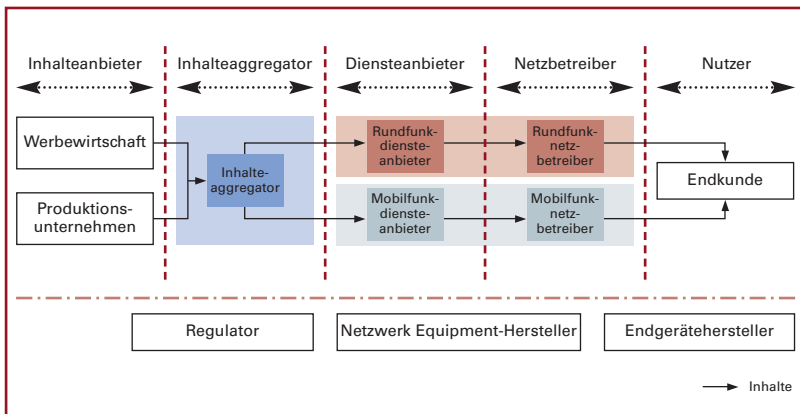 Inhalteanbieter
Inhalteaggregator
Diensteanbieter
Netzbetreiber
Nutzer
Werbewirtschaft
Produktions-
unternehmen
Inhalte-
aggregator
Rundfunk-
dienste-
anbieter
Rundfunk-
netz-
betreiber
Mobilfunk-
dienste-
anbieter
Mobilfunk-
netz-
betreiber
Endkunde
Regulator
Netzwerk Equipment-Hersteller
Endgerätehersteller
Inhalte